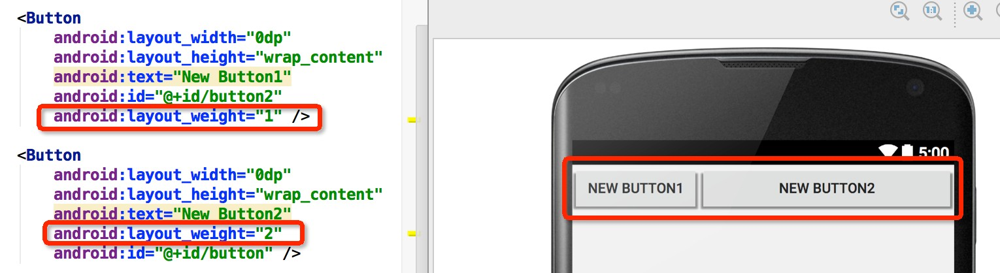 <Button
android:layout_width="0dp"
android:layout_height="wrap_content"
android:text="New Button1"
android:id="@+id/button2"
android:layout_weight="1" />
<Button
android:layout_width="0dp"
android:layout_height="wrap_content"
android:text="New Button2"
android:layout_weight="2"
android:id="@+id/button" />
1:1
5:00
NEW BUTTON1 NEW BUTTON2